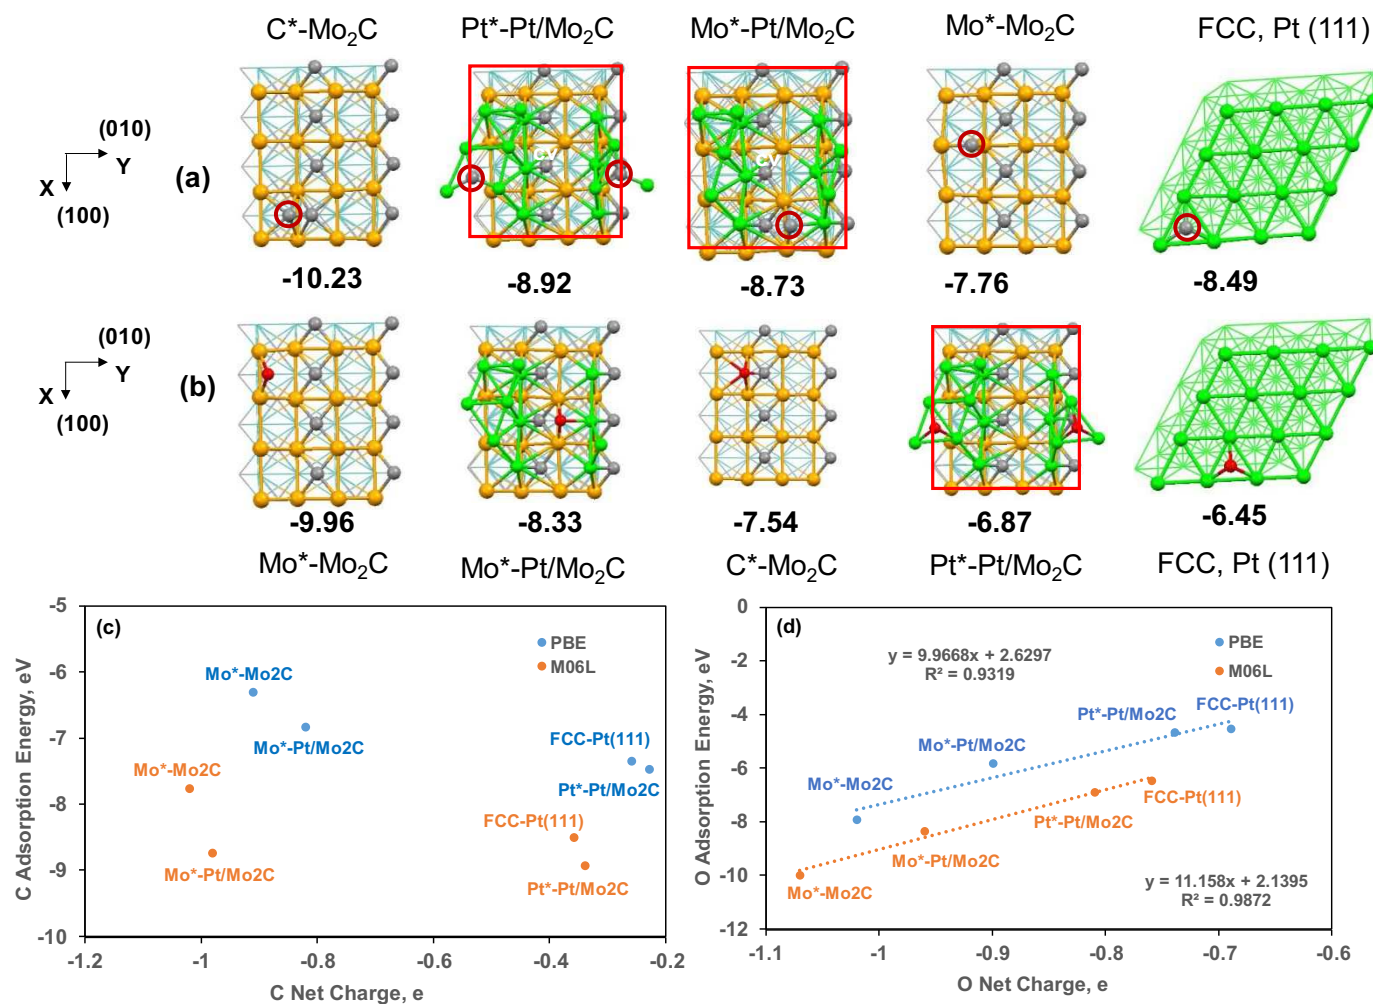 C*-Mo₂C
Pt*-Pt/Mo₂C
Mo*-Pt/Mo₂C
Mo*-Mo₂C
FCC, Pt (111)
(010)
Y
X
(100)
(a)
-10.23
-8.92
-8.73
-7.76
-8.49
(010)
Y
X
(100)
(b)
-9.96
-8.33
-7.54
-6.87
-6.45
Mo*-Mo₂C
Mo*-Pt/Mo₂C
C*-Mo₂C
Pt*-Pt/Mo₂C
FCC, Pt (111)
(c)
PBE
M06L
Mo*-Mo2C
Mo*-Pt/Mo2C
FCC-Pt(111)
Pt*-Pt/Mo2C
Mo*-Mo2C
FCC-Pt(111)
Mo*-Pt/Mo2C
Pt*-Pt/Mo2C
C Adsorption Energy, eV
-5
-6
-7
-8
-9
-10
-1.2
-1
-0.8
-0.6
-0.4
-0.2
C Net Charge, e
(d)
y = 9.9668x + 2.6297
R² = 0.9319
PBE
M06L
Pt*-Pt/Mo2C
FCC-Pt(111)
Mo*-Pt/Mo2C
Mo*-Mo2C
FCC-Pt(111)
Pt*-Pt/Mo2C
Mo*-Pt/Mo2C
Mo*-Mo2C
y = 11.158x + 2.1395
R² = 0.9872
O Adsorption Energy, eV
0
-2
-4
-6
-8
-10
-12
-1.1
-1
-0.9
-0.8
-0.7
-0.6
O Net Charge, e